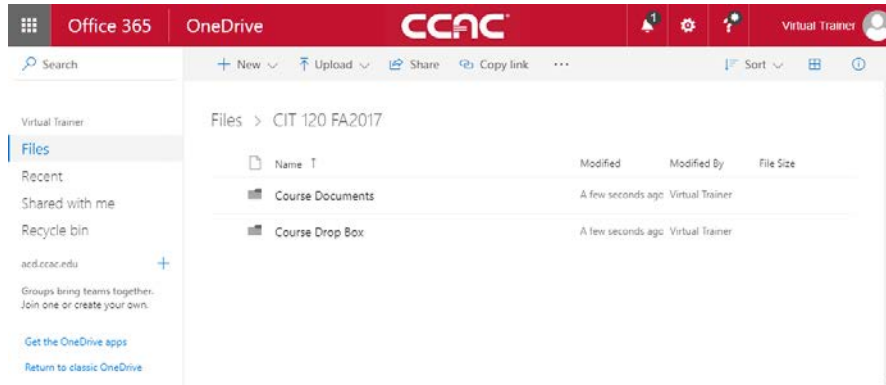 Office 365 OneDrive CCAC 1 ? Virtual Trainer
Search + New Upload Share Copy link ... Sort
Virtual Trainer
Files
Recent
Shared with me
Recycle bin
acd.ccac.edu +
Groups bring teams together.
Join one or create your own.
Get the OneDrive apps
Return to classic OneDrive
Files > CIT 120 FA2017
Name ↑ Modified Modified By File Size
Course Documents A few seconds ago Virtual Trainer
Course Drop Box A few seconds ago Virtual Trainer